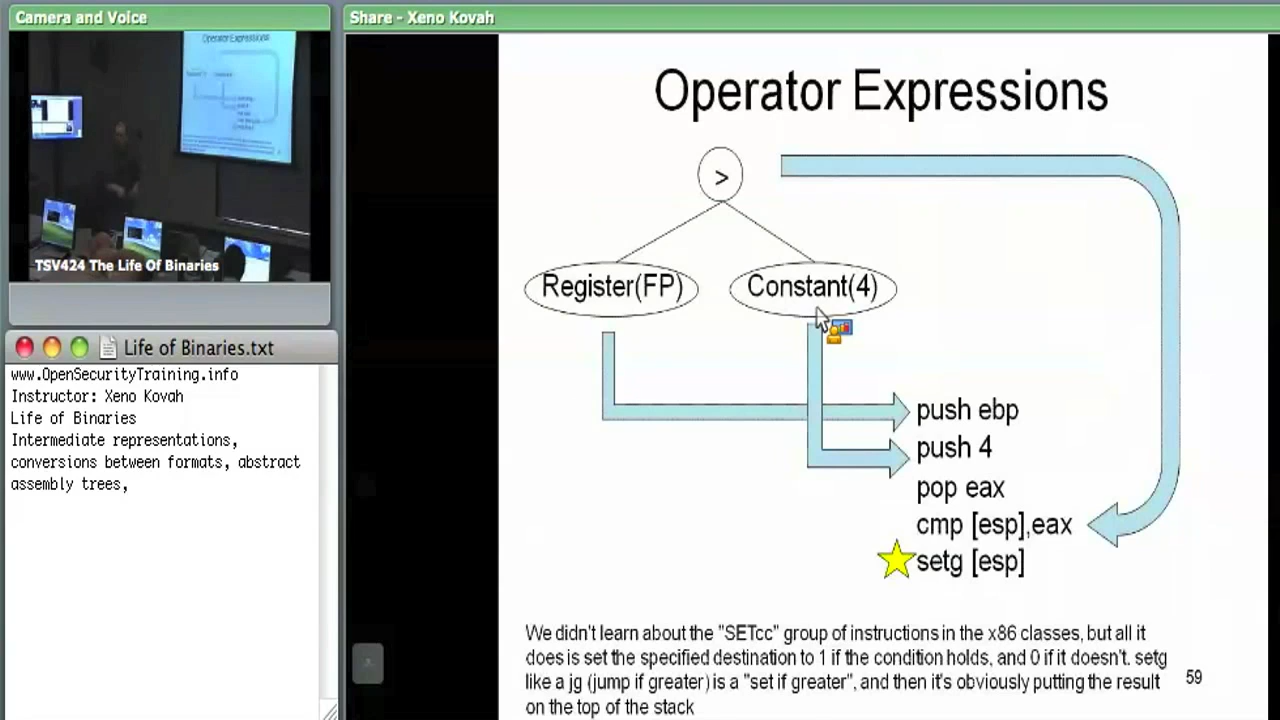 Camera and Voice
Share - Xeno Kovah
Operator Expressions
TSV424 The Life Of Binaries
Life of Binaries.txt
www.OpenSecurityTraining.info
Instructor: Xeno Kovah
Life of Binaries
Intermediate representations,
conversions between formats, abstract
assembly trees,
Operator Expressions
>
Register(FP)
Constant(4)
push ebp
push 4
pop eax
cmp [esp],eax
setg [esp]
We didn't learn about the "SETcc" group of instructions in the x86 classes, but all it
does is set the specified destination to 1 if the condition holds, and 0 if it doesn't. setg
like a jg (jump if greater) is a "set if greater", and then it's obviously putting the result
on the top of the stack
59